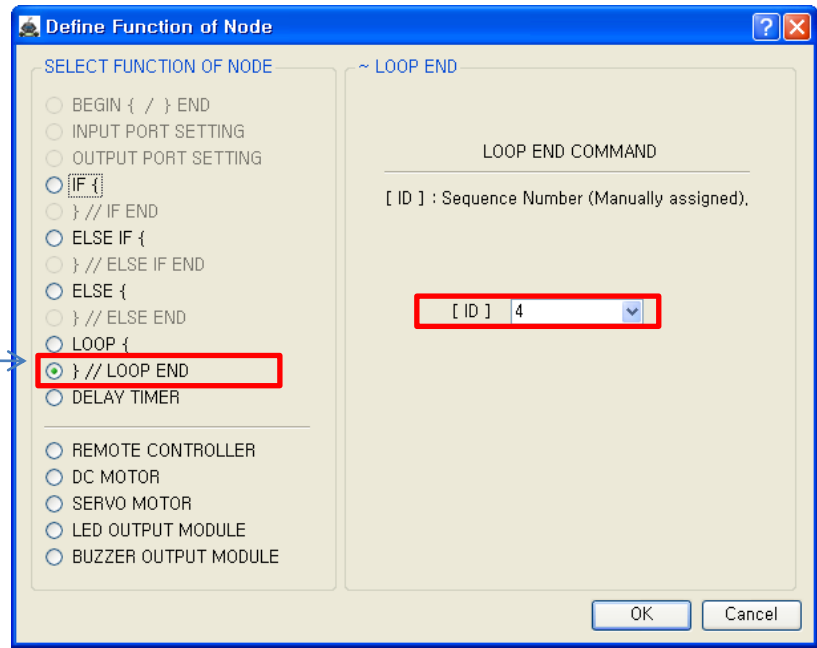 Define Function of Node
SELECT FUNCTION OF NODE
BEGIN { / } END
INPUT PORT SETTING
OUTPUT PORT SETTING
IF {
} // IF END
ELSE IF {
} // ELSE IF END
ELSE {
} // ELSE END
LOOP {
} // LOOP END
DELAY TIMER
REMOTE CONTROLLER
DC MOTOR
SERVO MOTOR
LED OUTPUT MODULE
BUZZER OUTPUT MODULE
~ LOOP END
LOOP END COMMAND
[ ID ] : Sequence Number (Manually assigned),
[ ID ] 4
OK Cancel